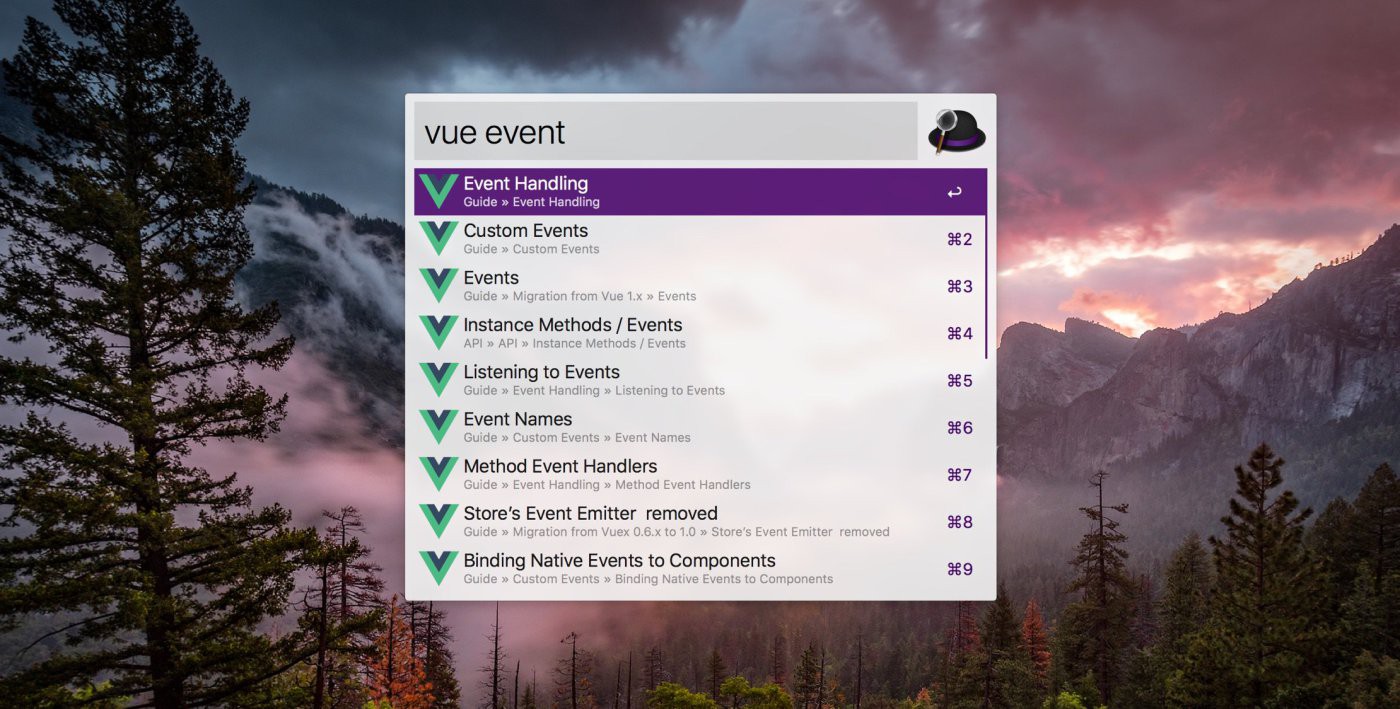 vue event
Event Handling
Guide » Event Handling
↩
Custom Events
Guide » Custom Events
⌘2
Events
Guide » Migration from Vue 1.x » Events
⌘3
Instance Methods / Events
API » API » Instance Methods / Events
⌘4
Listening to Events
Guide » Event Handling » Listening to Events
⌘5
Event Names
Guide » Custom Events » Event Names
⌘6
Method Event Handlers
Guide » Event Handling » Method Event Handlers
⌘7
Store’s Event Emitter  removed
Guide » Migration from Vuex 0.6.x to 1.0 » Store’s Event Emitter  removed
⌘8
Binding Native Events to Components
Guide » Custom Events » Binding Native Events to Components
⌘9